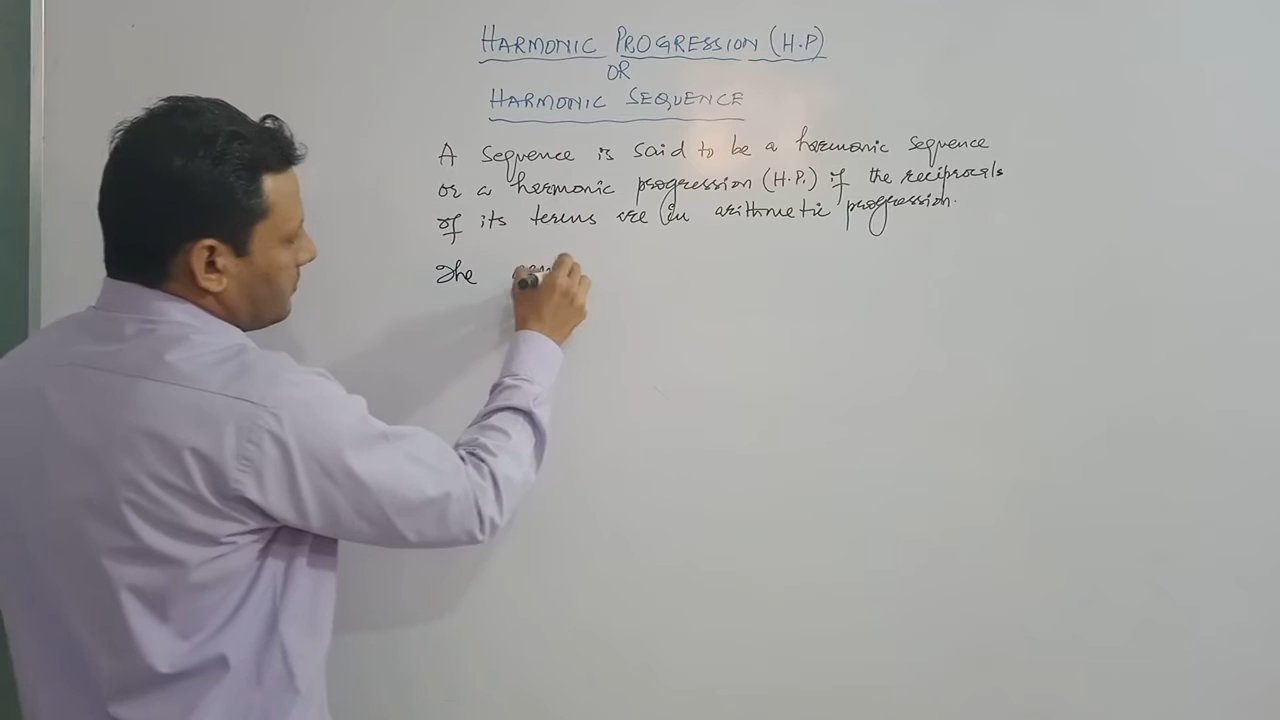 HARMONIC PROGRESSION (H.P)
OR
HARMONIC SEQUENCE
A sequence is said to be a harmonic sequence
or a harmonic progression (H.P.) if the reciprocals
of its terms are in arithmetic progression.
The